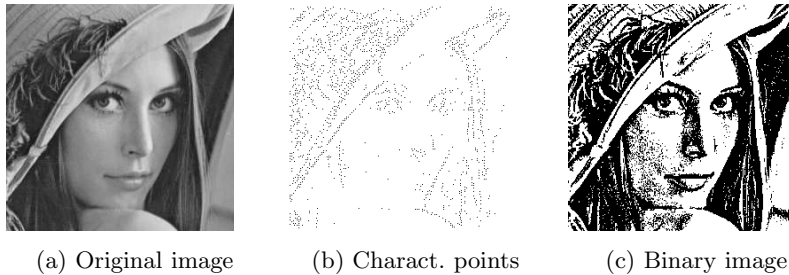 (a) Original image
(b) Charact. points
(c) Binary image